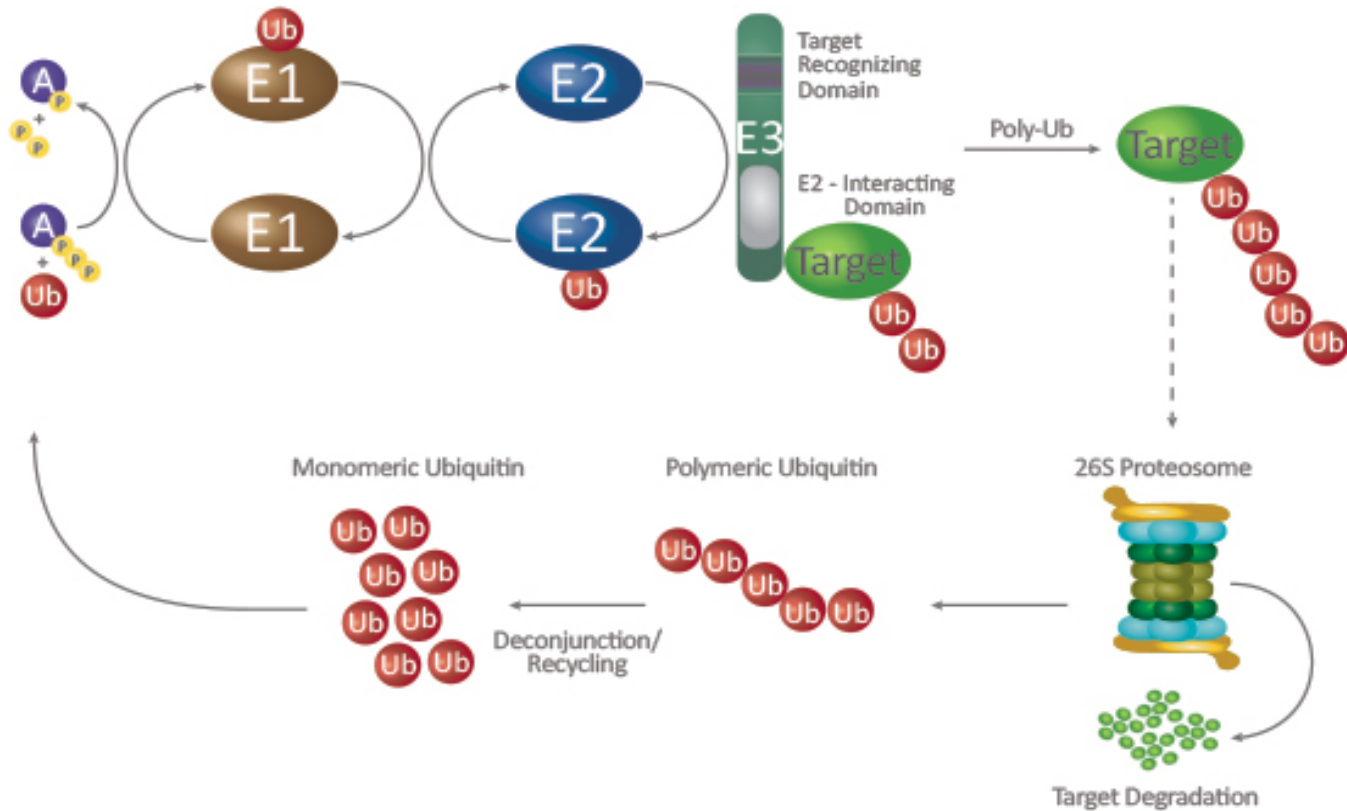 Ub
A
P
+
P
P
E1
E2
Target
Recognizing
Domain
E3
E2 - Interacting
Domain
Poly-Ub
Target
Ub
Ub
Ub
Ub
Ub
A
P
P
P
+
Ub
E1
E2
Ub
Target
Ub
Ub
Monomeric Ubiquitin
Ub
Ub
Ub
Ub
Ub
Ub
Ub
Ub
Polymeric Ubiquitin
Ub
Ub
Ub
Ub
Ub
Deconjunction/
Recycling
26S Proteosome
Target Degradation